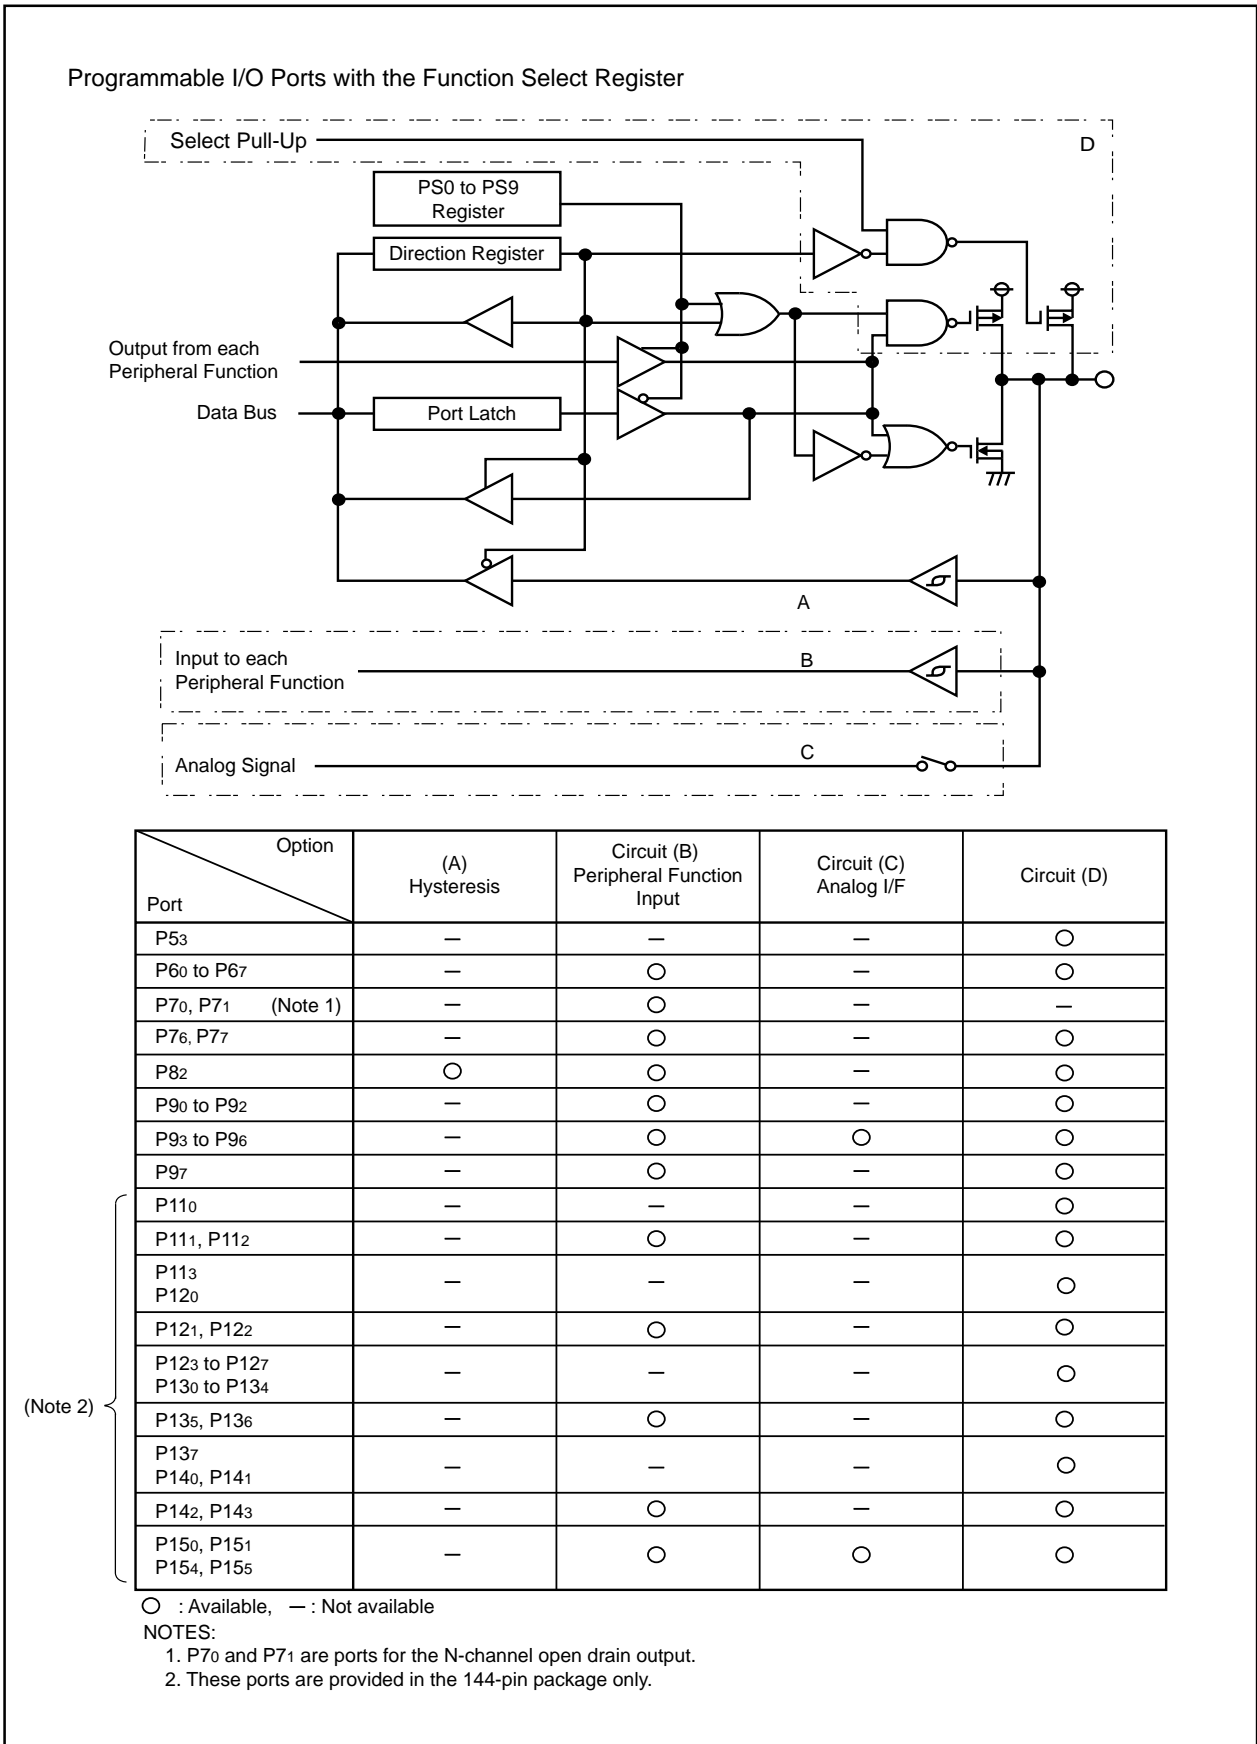 Programmable I/O Ports with the Function Select Register
Select Pull-Up
D
PS0 to PS9
Register
Direction Register
Output from each
Peripheral Function
Data Bus
Port Latch
A
Input to each
Peripheral Function
B
Analog Signal
C
Option
Port
(A)
Hysteresis
Circuit (B)
Peripheral Function
Input
Circuit (C)
Analog I/F
Circuit (D)
P53 — — — ○
P60 to P67 — ○ — ○
P70, P71 (Note 1) — ○ — —
P76, P77 — ○ — ○
P82 ○ ○ — ○
P90 to P92 — ○ — ○
P93 to P96 — ○ ○ ○
P97 — ○ — ○
(Note 2)
P110 — — — ○
P111, P112 — ○ — ○
P113
P120 — — — ○
P121, P122 — ○ — ○
P123 to P127
P130 to P134 — — — ○
P135, P136 — ○ — ○
P137
P140, P141 — — — ○
P142, P143 — ○ — ○
P150, P151
P154, P155 — ○ ○ ○
○ : Available, — : Not available
NOTES:
1. P70 and P71 are ports for the N-channel open drain output.
2. These ports are provided in the 144-pin package only.